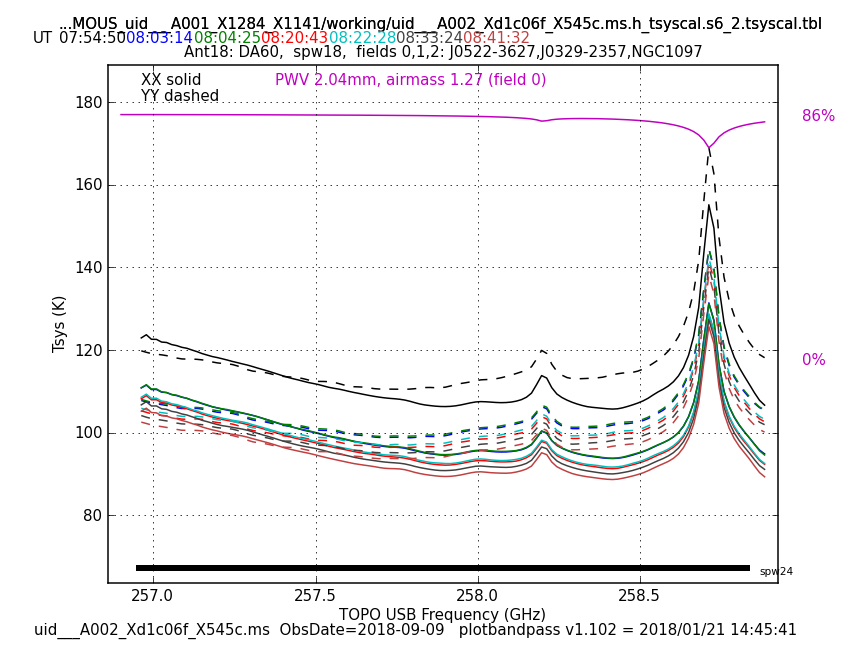 ...MOUS_uid___A001_X1284_X1141/working/uid___A002_Xd1c06f_X545c.ms.h_tsyscal.s6_2.tsyscal.tbl
UT 07:54:50 08:03:14 08:04:25 08:20:43 08:22:28 08:33:24 08:41:32
Ant18: DA60, spw18, fields 0,1,2: J0522-3627,J0329-2357,NGC1097
XX solid
PWV 2.04mm, airmass 1.27 (field 0)
YY dashed
180
160
140
120
100
80
86%
0%
Tsys (K)
spw24
257.0 257.5 258.0 258.5
TOPO USB Frequency (GHz)
uid___A002_Xd1c06f_X545c.ms ObsDate=2018-09-09 plotbandpass v1.102 = 2018/01/21 14:45:41